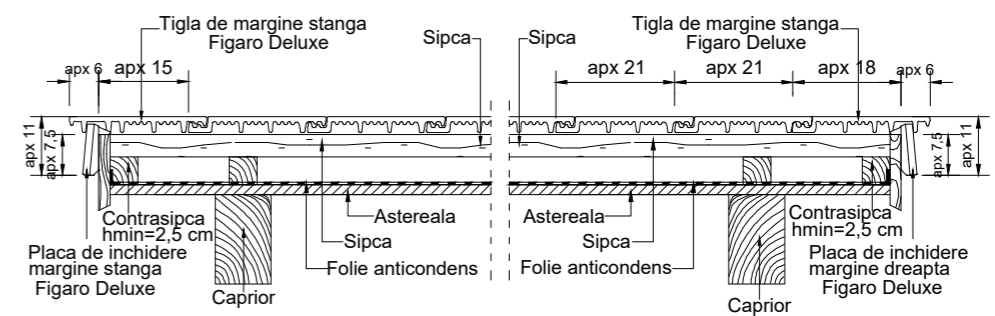 Tigla de margine stanga
Figaro Deluxe
Sipca
Sipca
Tigla de margine stanga
Figaro Deluxe
apx 6
apx 15
apx 21
apx 21
apx 18
apx 6
apx 11
apx 7,5
apx 7,5
apx 11
Contrasipca
hmin=2,5 cm
Astereala
Astereala
Contrasipca
hmin=2,5 cm
Placa de inchidere
margine stanga
Figaro Deluxe
Sipca
Sipca
Placa de inchidere
margine dreapta
Figaro Deluxe
Folie anticondens
Folie anticondens
Caprior
Caprior